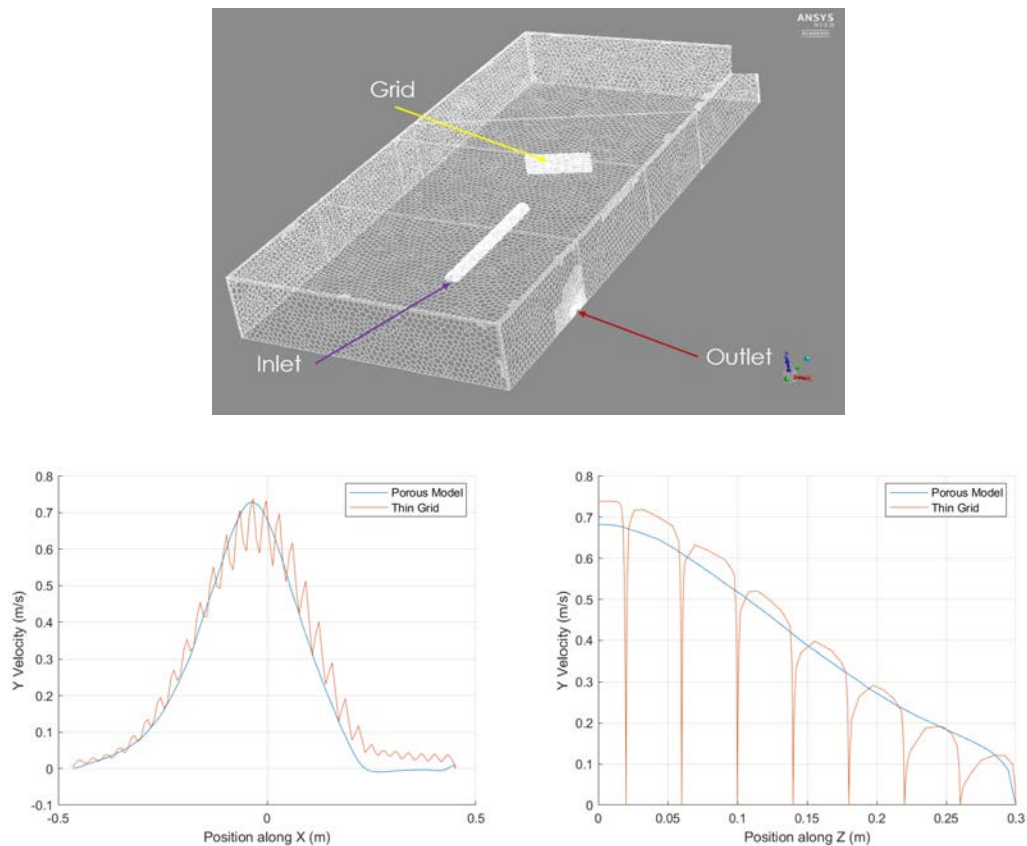 ANSYS
Academic
Grid
Inlet
Outlet
0.8
0.7
0.6
0.5
0.4
0.3
0.2
0.1
0
-0.1
Y Velocity (m/s)
Porous Model
Thin Grid
-0.5
0
0.5
Position along X (m)
0.8
0.7
0.6
0.5
0.4
0.3
0.2
0.1
0
Y Velocity (m/s)
Porous Model
Thin Grid
0
0.05
0.1
0.15
0.2
0.25
0.3
Position along Z (m)